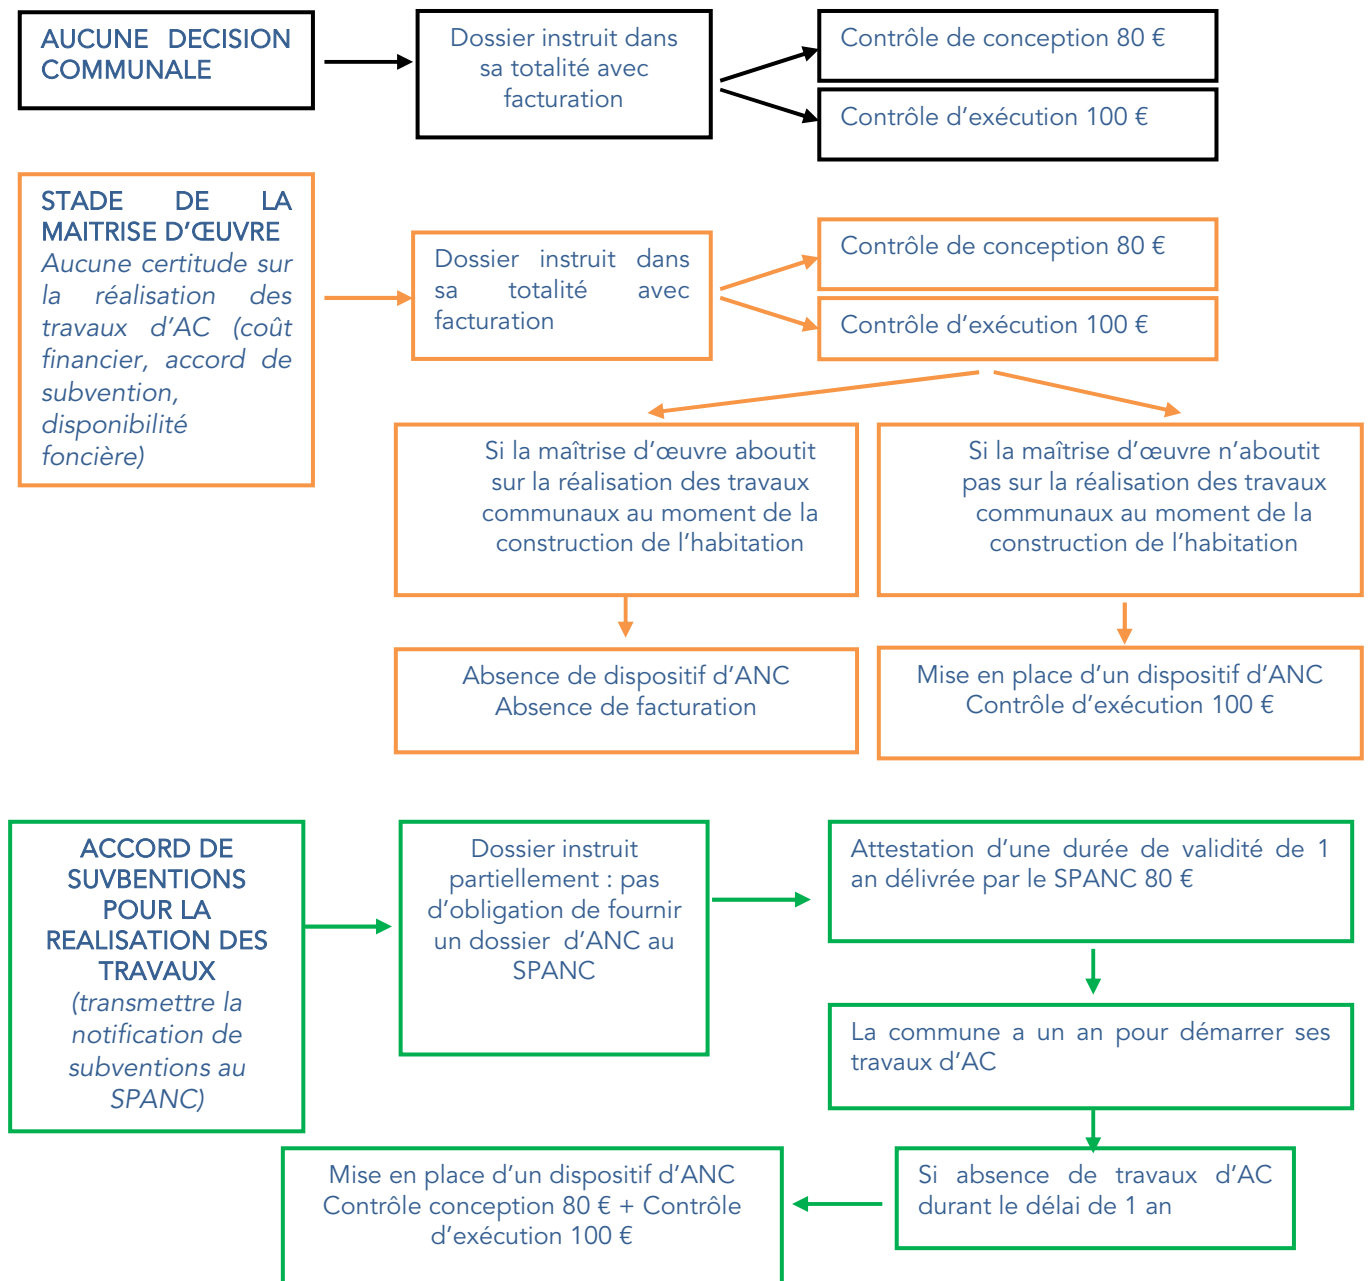 AUCUNE DECISION
COMMUNALE
Dossier instruit dans
sa totalité avec
facturation
Contrôle de conception 80 €
Contrôle d'exécution 100 €
STADE DE LA
MAITRISE D'ŒUVRE
Aucune certitude sur
la réalisation des
travaux d'AC (coût
financier, accord de
subvention,
disponibilité
foncière)
Dossier instruit dans
sa totalité avec
facturation
Contrôle de conception 80 €
Contrôle d'exécution 100 €
Si la maîtrise d'œuvre aboutit
sur la réalisation des travaux
communaux au moment de la
construction de l'habitation
Si la maîtrise d'œuvre n'aboutit
pas sur la réalisation des travaux
communaux au moment de la
construction de l'habitation
Absence de dispositif d'ANC
Absence de facturation
Mise en place d'un dispositif d'ANC
Contrôle d'exécution 100 €
ACCORD DE
SUVBENTIONS
POUR LA
REALISATION DES
TRAVAUX
(transmettre la
notification de
subventions au
SPANC)
Dossier instruit
partiellement : pas
d'obligation de fournir
un dossier d'ANC au
SPANC
Attestation d'une durée de validité de 1
an délivrée par le SPANC 80 €
La commune a un an pour démarrer ses
travaux d'AC
Si absence de travaux d'AC
durant le délai de 1 an
Mise en place d'un dispositif d'ANC
Contrôle conception 80 € + Contrôle
d'exécution 100 €